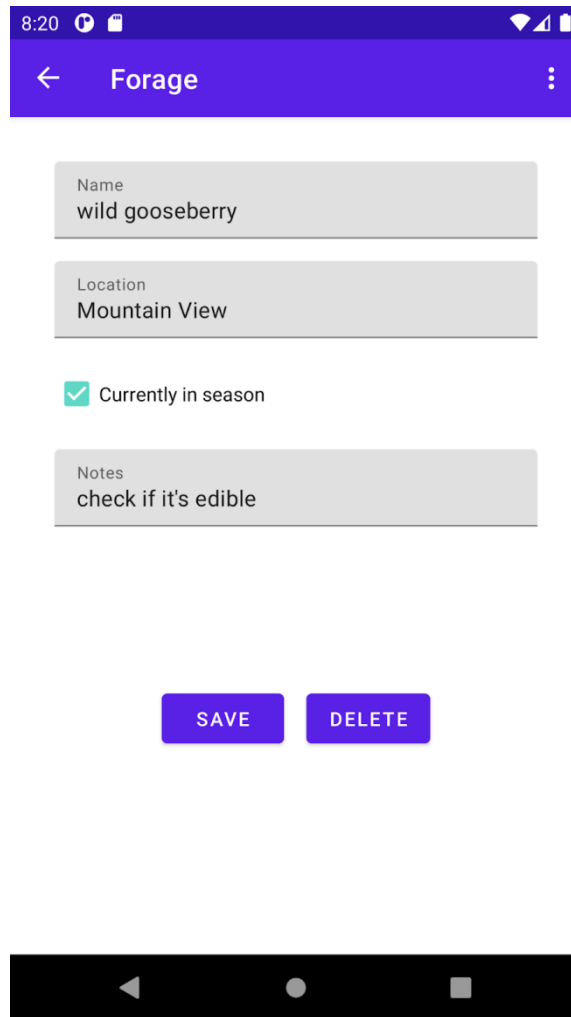 8:20
Forage
Name
wild gooseberry
Location
Mountain View
Currently in season
Notes
check if it's edible
SAVE DELETE